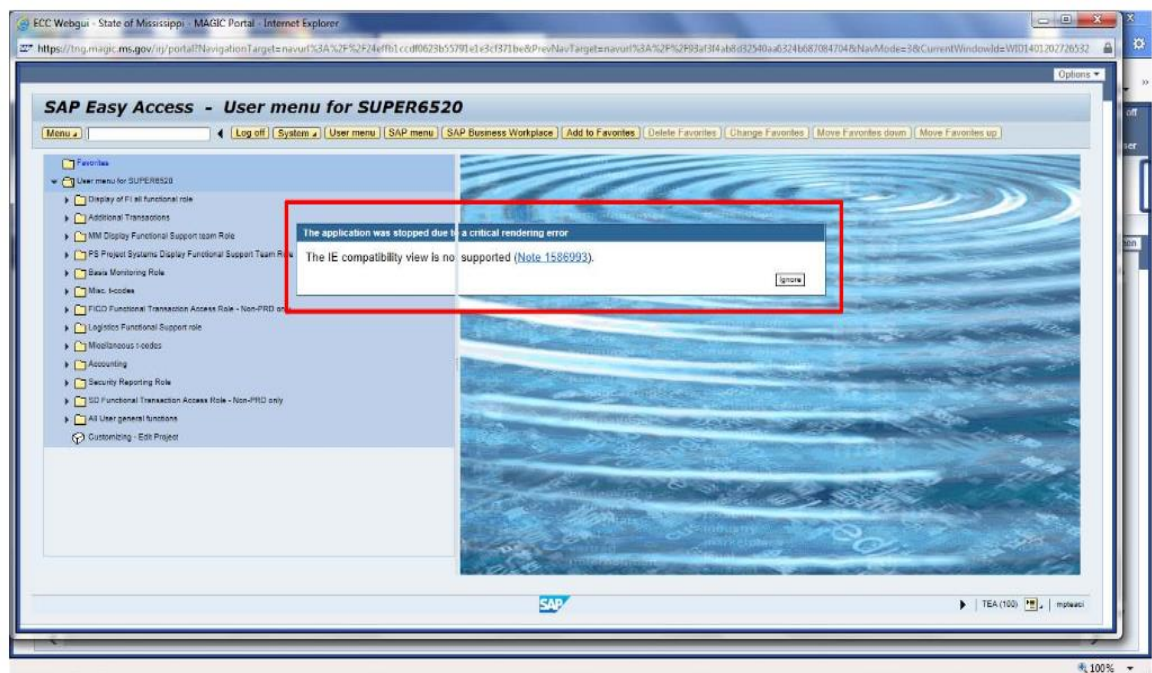 ECC Webgui - State of Mississippi - MAGIC Portal - Internet Explorer
Options
SAP Easy Access - User menu for SUPER6520
Menu Log off System User menu SAP menu SAP Business Workplace Add to Favorites Delete Favorites Change Favorites Move Favorites down Move Favorites up
Favorites
User menu for SUPER6520
Display of FI all functional role
Additional Transactions
MM Display Functional Support team Role
PS Project Systems Display Functional Support Team Role
Basis Monitoring Role
Misc. t-codes
FICO Functional Transaction Access Role - Non-PRD only
Logistics Functional Support role
Micellaneous t-codes
Accounting
Security Reporting Role
SD Functional Transaction Access Role - Non-PRD only
All User general functions
Customizing - Edit Project
The application was stopped due to a critical rendering error
The IE compatibility view is not supported (Note 1586993).
Ignore
SAP
TEA (100) mpteaci
100%